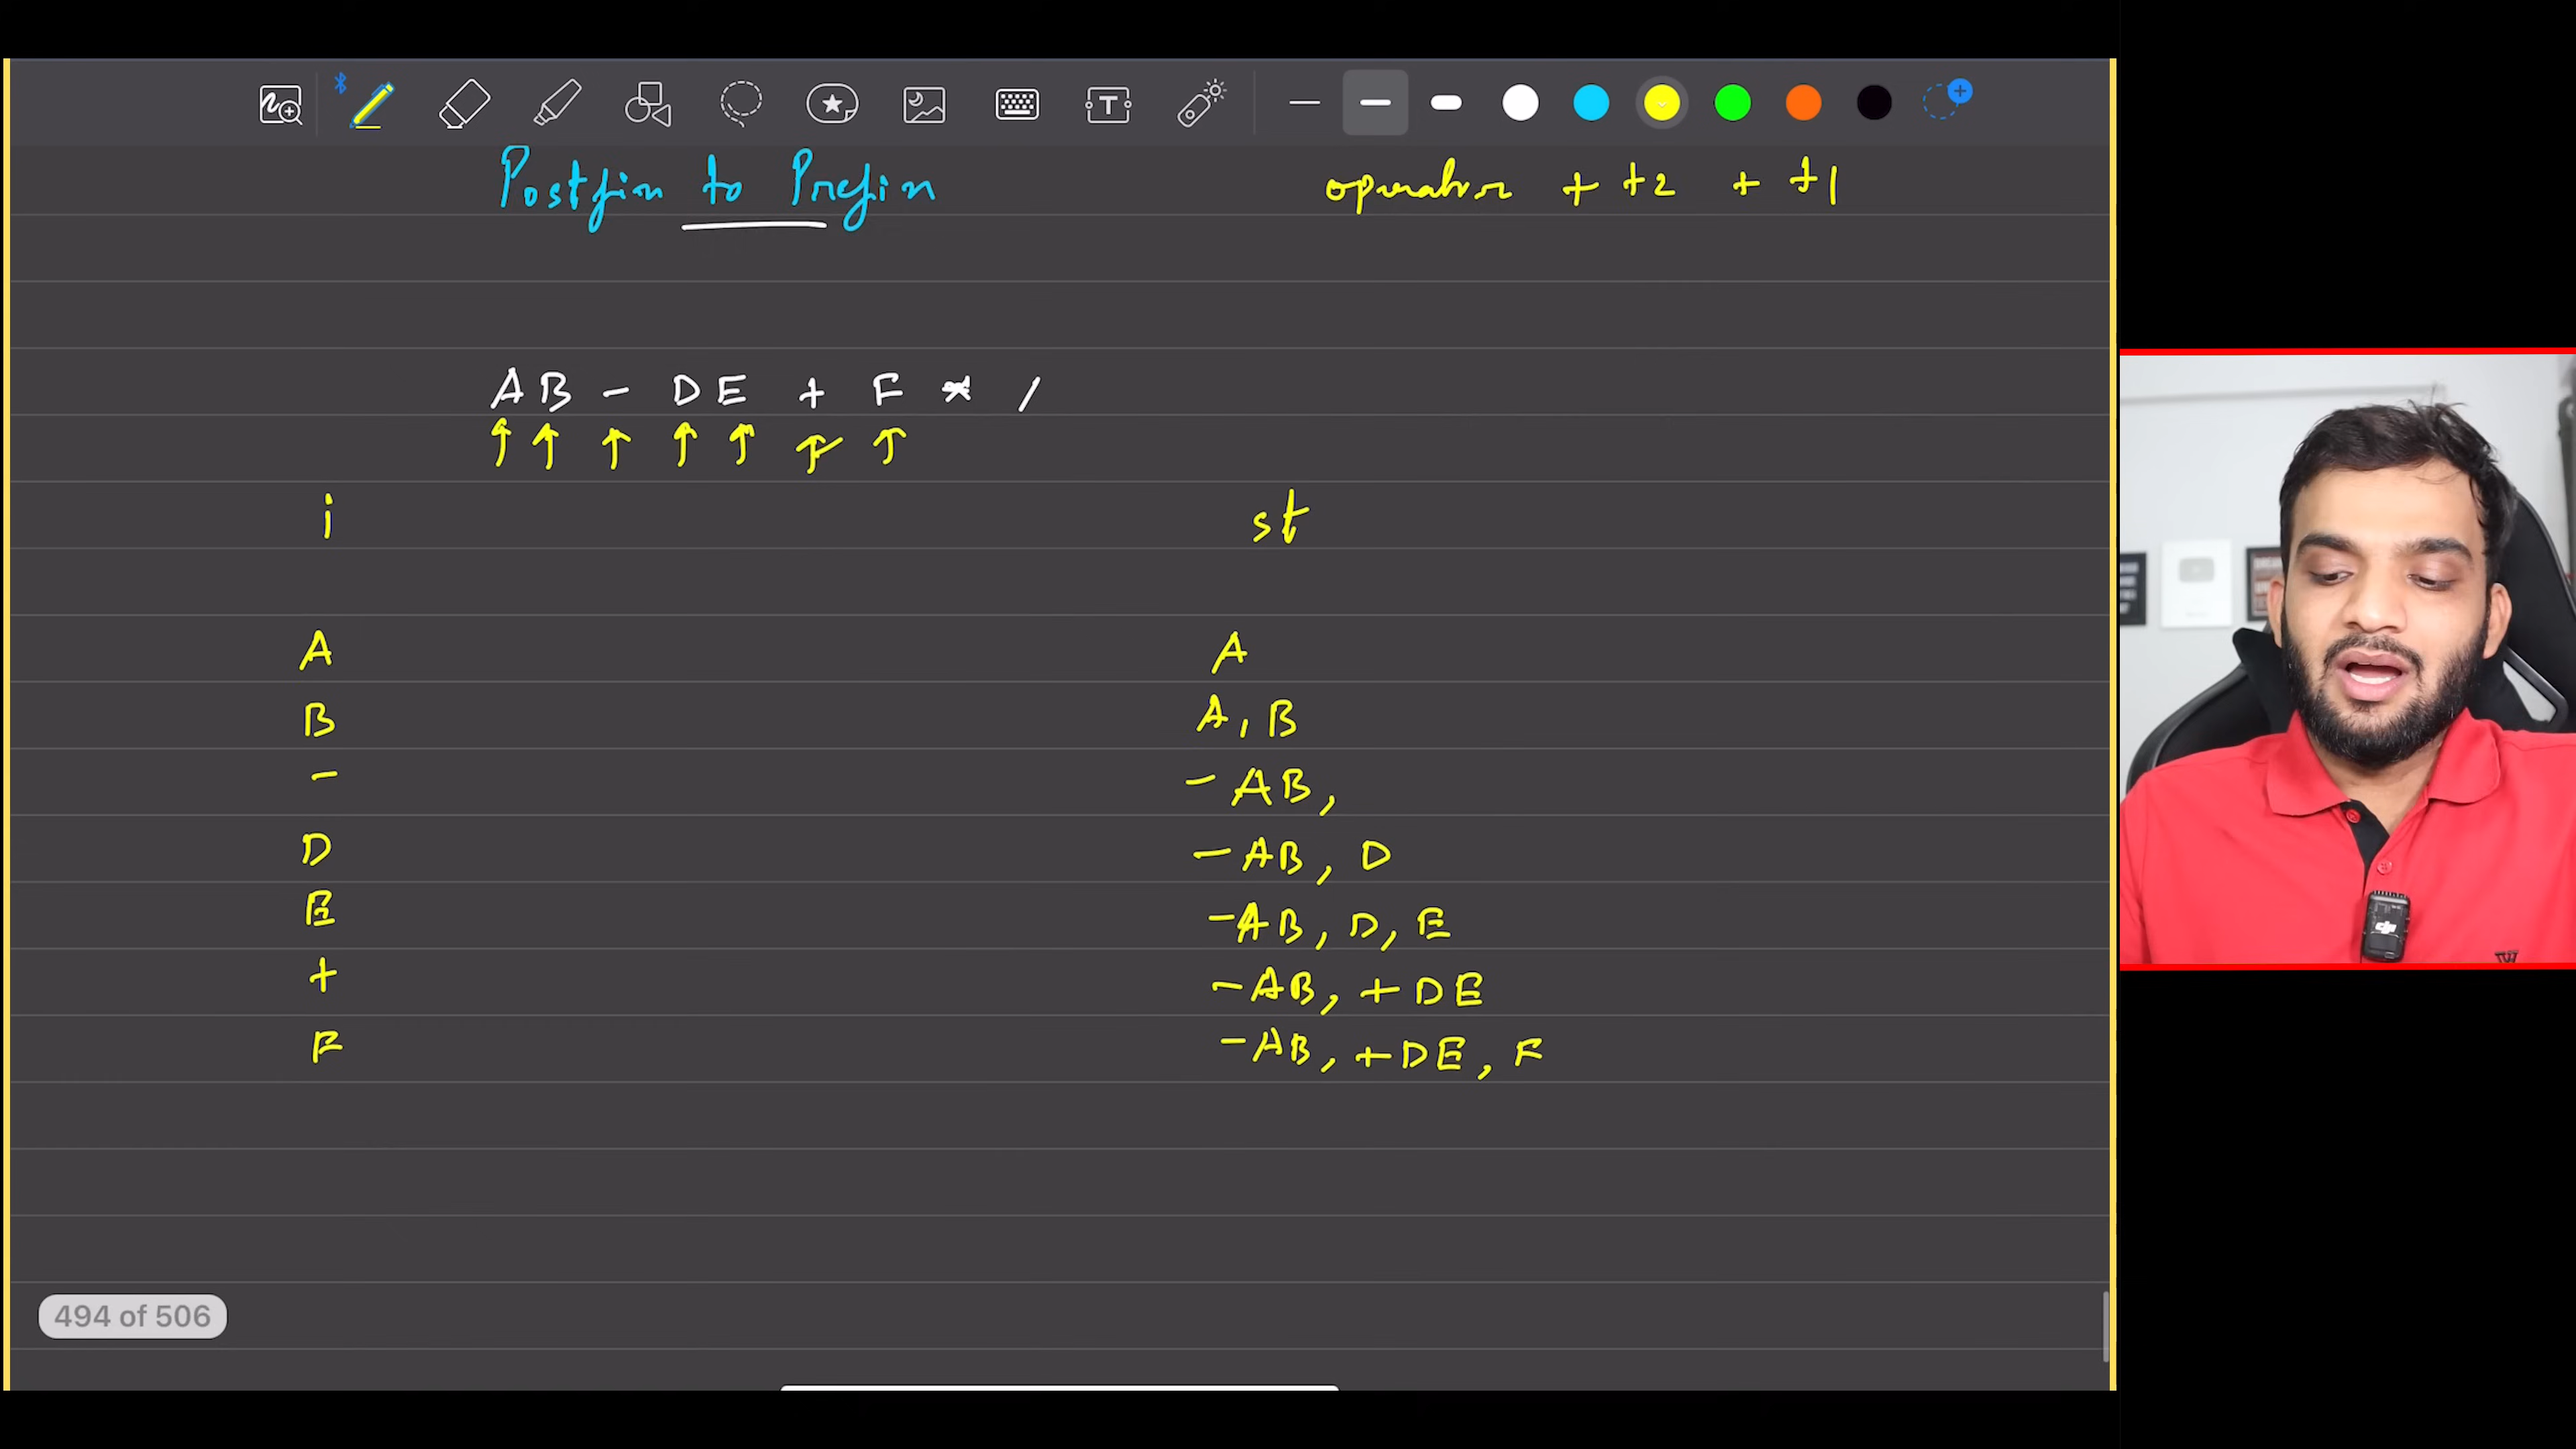 Postfix to Prefix
operator + t2 + t1
A B - D E + F * /
i st
A A
B A, B
- - A B,
D - A B, D
E - A B, D, E
+ - A B, + D E
F - A B, + D E, F
494 of 506